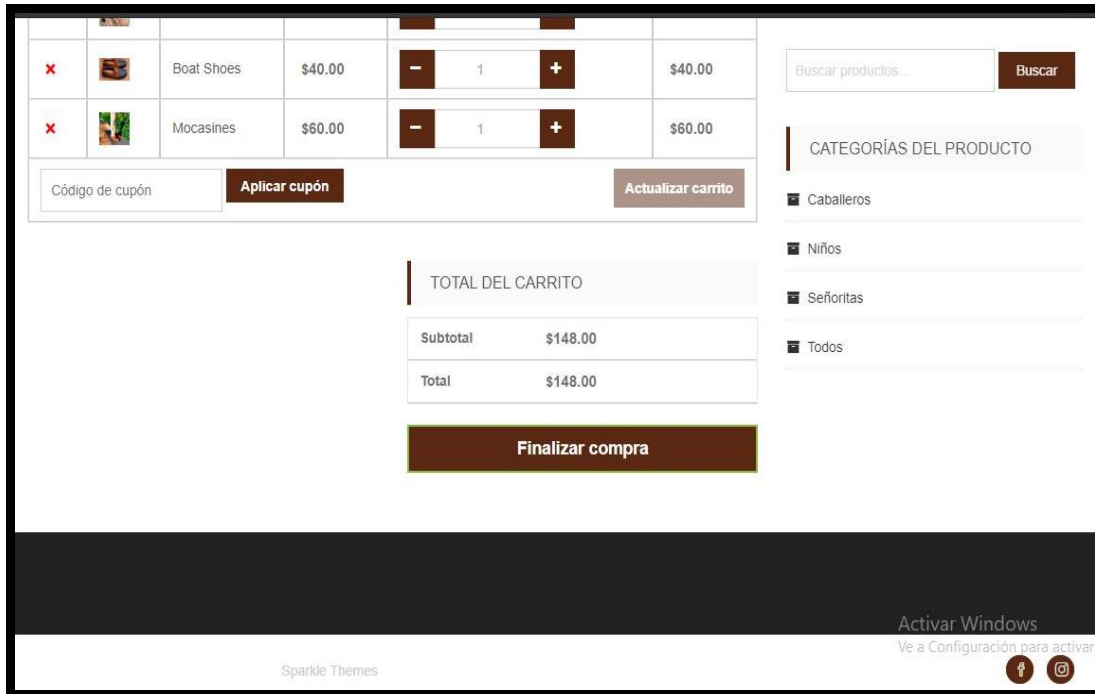 Boat Shoes $40.00 1 $40.00
Mocasines $60.00 1 $60.00
Código de cupón Aplicar cupón Actualizar carrito
TOTAL DEL CARRITO
Subtotal $148.00
Total $148.00
Finalizar compra
Buscar productos... Buscar
CATEGORÍAS DEL PRODUCTO
Caballeros
Niños
Señoritas
Todos
Activar Windows
Ve a Configuración para activar
Sparkle Themes